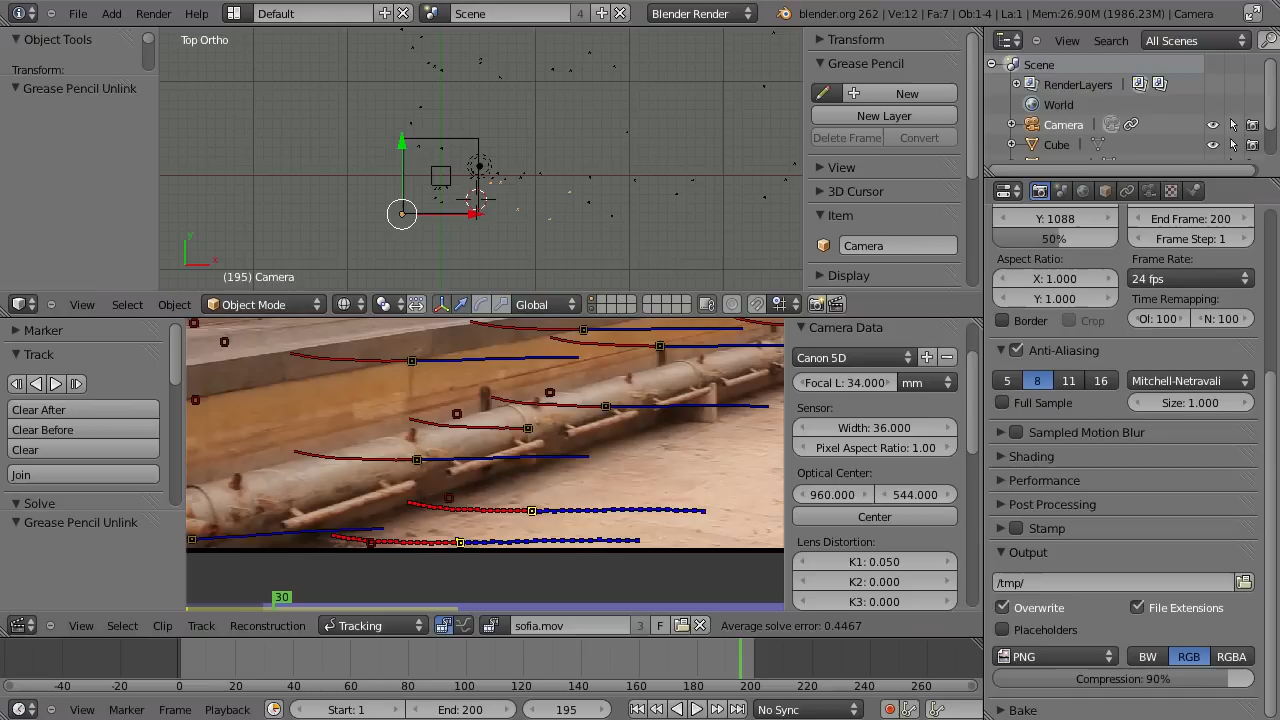 File Add Render Help Default Scene 4 Blender Render blender.org 262 | Ve:12 | Fa:7 | Ob:1-4 | La:1 | Mem:26.90M (1986.23M) | Camera
Object Tools
Transform:
Grease Pencil Unlink
Top Ortho
(195) Camera
Transform
Grease Pencil
New
New Layer
Delete Frame Convert
View
3D Cursor
Item
Camera
Display
View Search All Scenes
Scene
RenderLayers
World
Camera
Cube
View Select Object Object Mode Global
Marker
Track
Clear After
Clear Before
Clear
Join
Solve
Grease Pencil Unlink
30
Camera Data
Canon 5D
Focal L: 34.000 mm
Sensor:
Width: 36.000
Pixel Aspect Ratio: 1.00
Optical Center:
960.000 544.000
Center
Lens Distortion:
K1: 0.050
K2: 0.000
K3: 0.000
View Select Clip Track Reconstruction Tracking sofia.mov 3 F Average solve error: 0.4467
-40 -20 0 20 40 60 80 100 120 140 160 180 200 220 240 260
View Marker Frame Playback Start: 1 End: 200 195 No Sync
Y: 1088 End Frame: 200
50% Frame Step: 1
Aspect Ratio: Frame Rate:
X: 1.000 24 fps
Y: 1.000 Time Remapping:
Border Crop Ol: 100 N: 100
Anti-Aliasing
5 8 11 16 Mitchell-Netravali
Full Sample Size: 1.000
Sampled Motion Blur
Shading
Performance
Post Processing
Stamp
Output
/tmp/
Overwrite File Extensions
Placeholders
PNG BW RGB RGBA
Compression: 90%
Bake